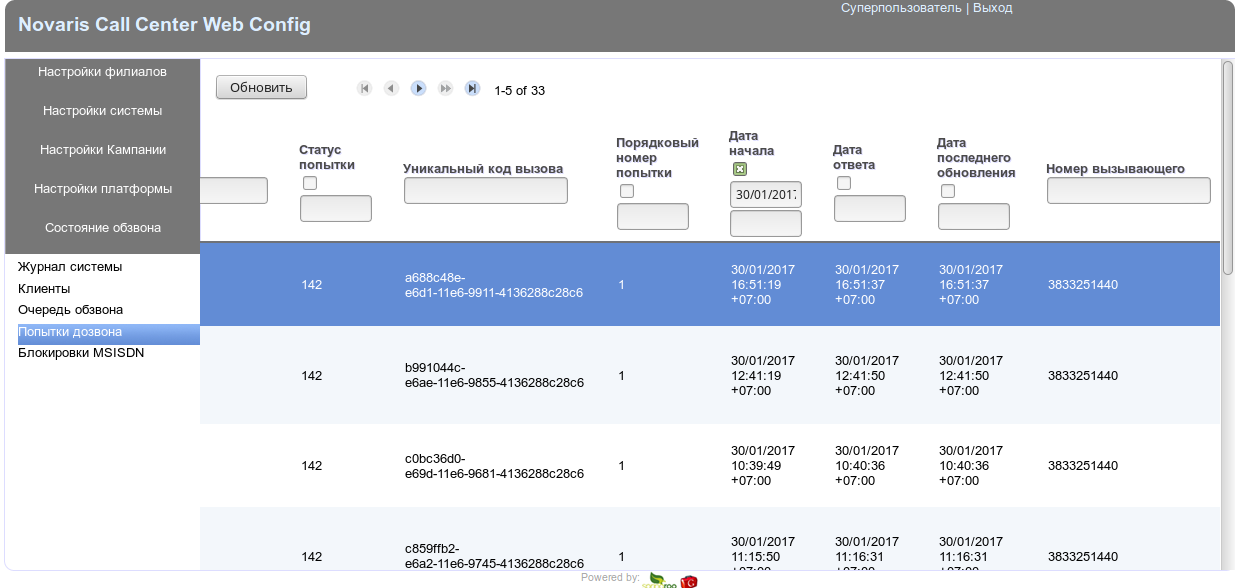 Суперпользователь | Выход
Novaris Call Center Web Config
Настройки филиалов
Настройки системы
Настройки Кампании
Настройки платформы
Состояние обзвона
Журнал системы
Клиенты
Очередь обзвона
Попытки дозвона
Блокировки MSISDN
Обновить
1-5 of 33
Статус
попытки
Уникальный код вызова
Порядковый
номер
попытки
Дата
начала
30/01/2017
Дата
ответа
Дата
последнего
обновления
Номер вызывающего
142
a688c48e-
e6d1-11e6-9911-4136288c28c6
1
30/01/2017
16:51:19
+07:00
30/01/2017
16:51:37
+07:00
30/01/2017
16:51:37
+07:00
3833251440
142
b991044c-
e6ae-11e6-9855-4136288c28c6
1
30/01/2017
12:41:19
+07:00
30/01/2017
12:41:50
+07:00
30/01/2017
12:41:50
+07:00
3833251440
142
c0bc36d0-
e69d-11e6-9681-4136288c28c6
1
30/01/2017
10:39:49
+07:00
30/01/2017
10:40:36
+07:00
30/01/2017
10:40:36
+07:00
3833251440
142
c859ffb2-
e6a2-11e6-9745-4136288c28c6
1
30/01/2017
11:15:50
+07:00
30/01/2017
11:16:31
+07:00
30/01/2017
11:16:31
+07:00
3833251440
Powered by: